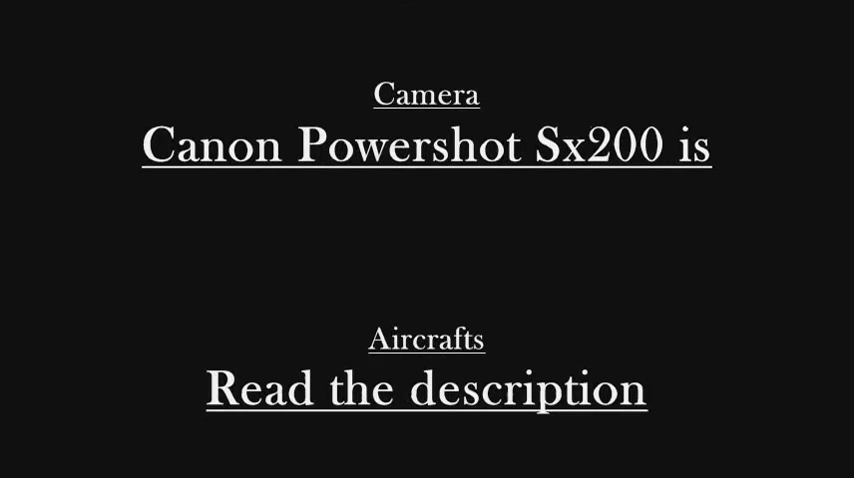 Camera
Canon Powershot Sx200 is
Aircrafts
Read the description